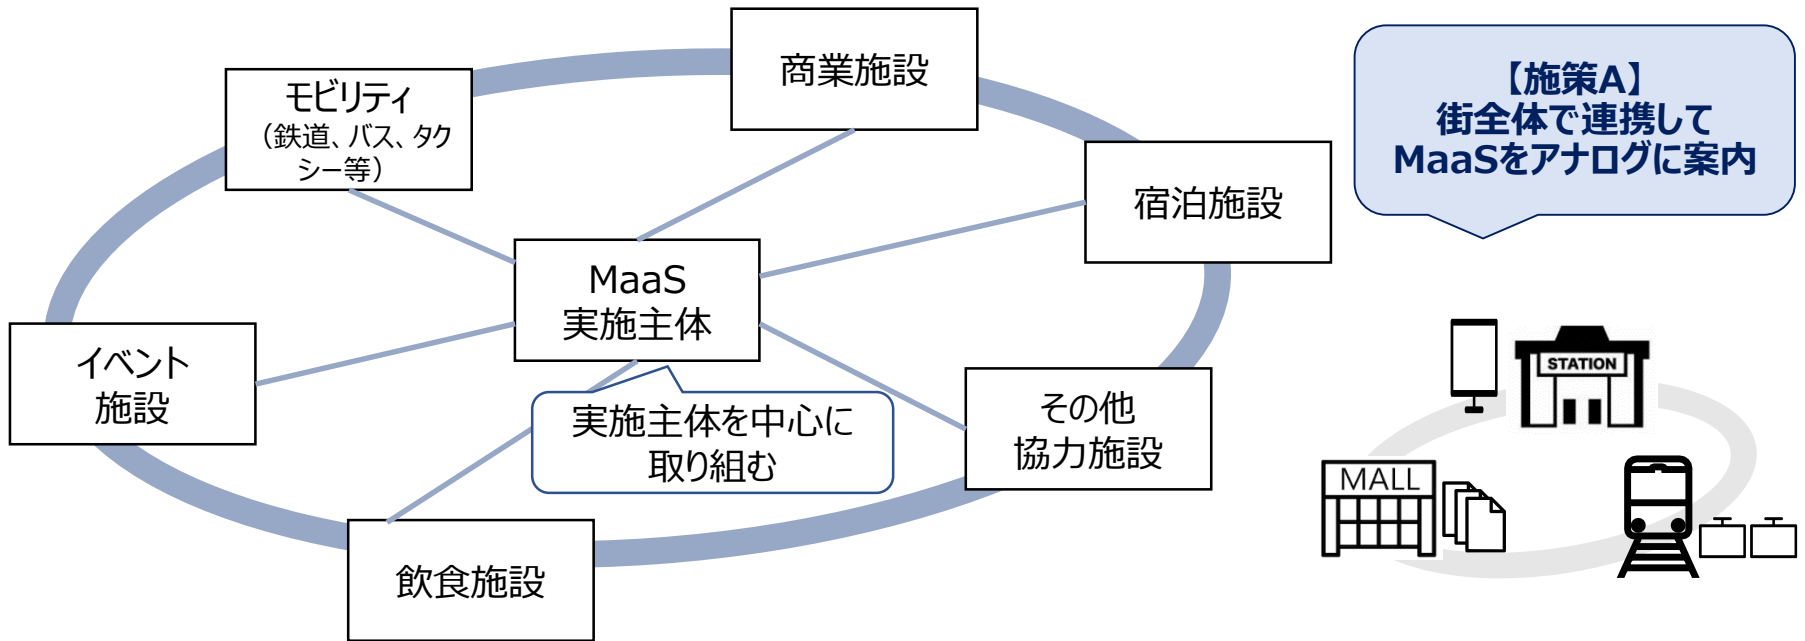 商業施設
モビリティ
（鉄道、バス、タク
シー等）
【施策A】
街全体で連携して
MaaSをアナログに案内
宿泊施設
MaaS
実施主体
イベント
施設
実施主体を中心に
取り組む
その他
協力施設
飲食施設
STATION
MALL